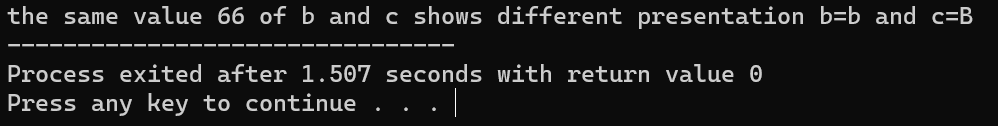 the same value 66 of b and c shows different presentation b=b and c=B
--------------------------------
Process exited after 1.507 seconds with return value 0
Press any key to continue . . .